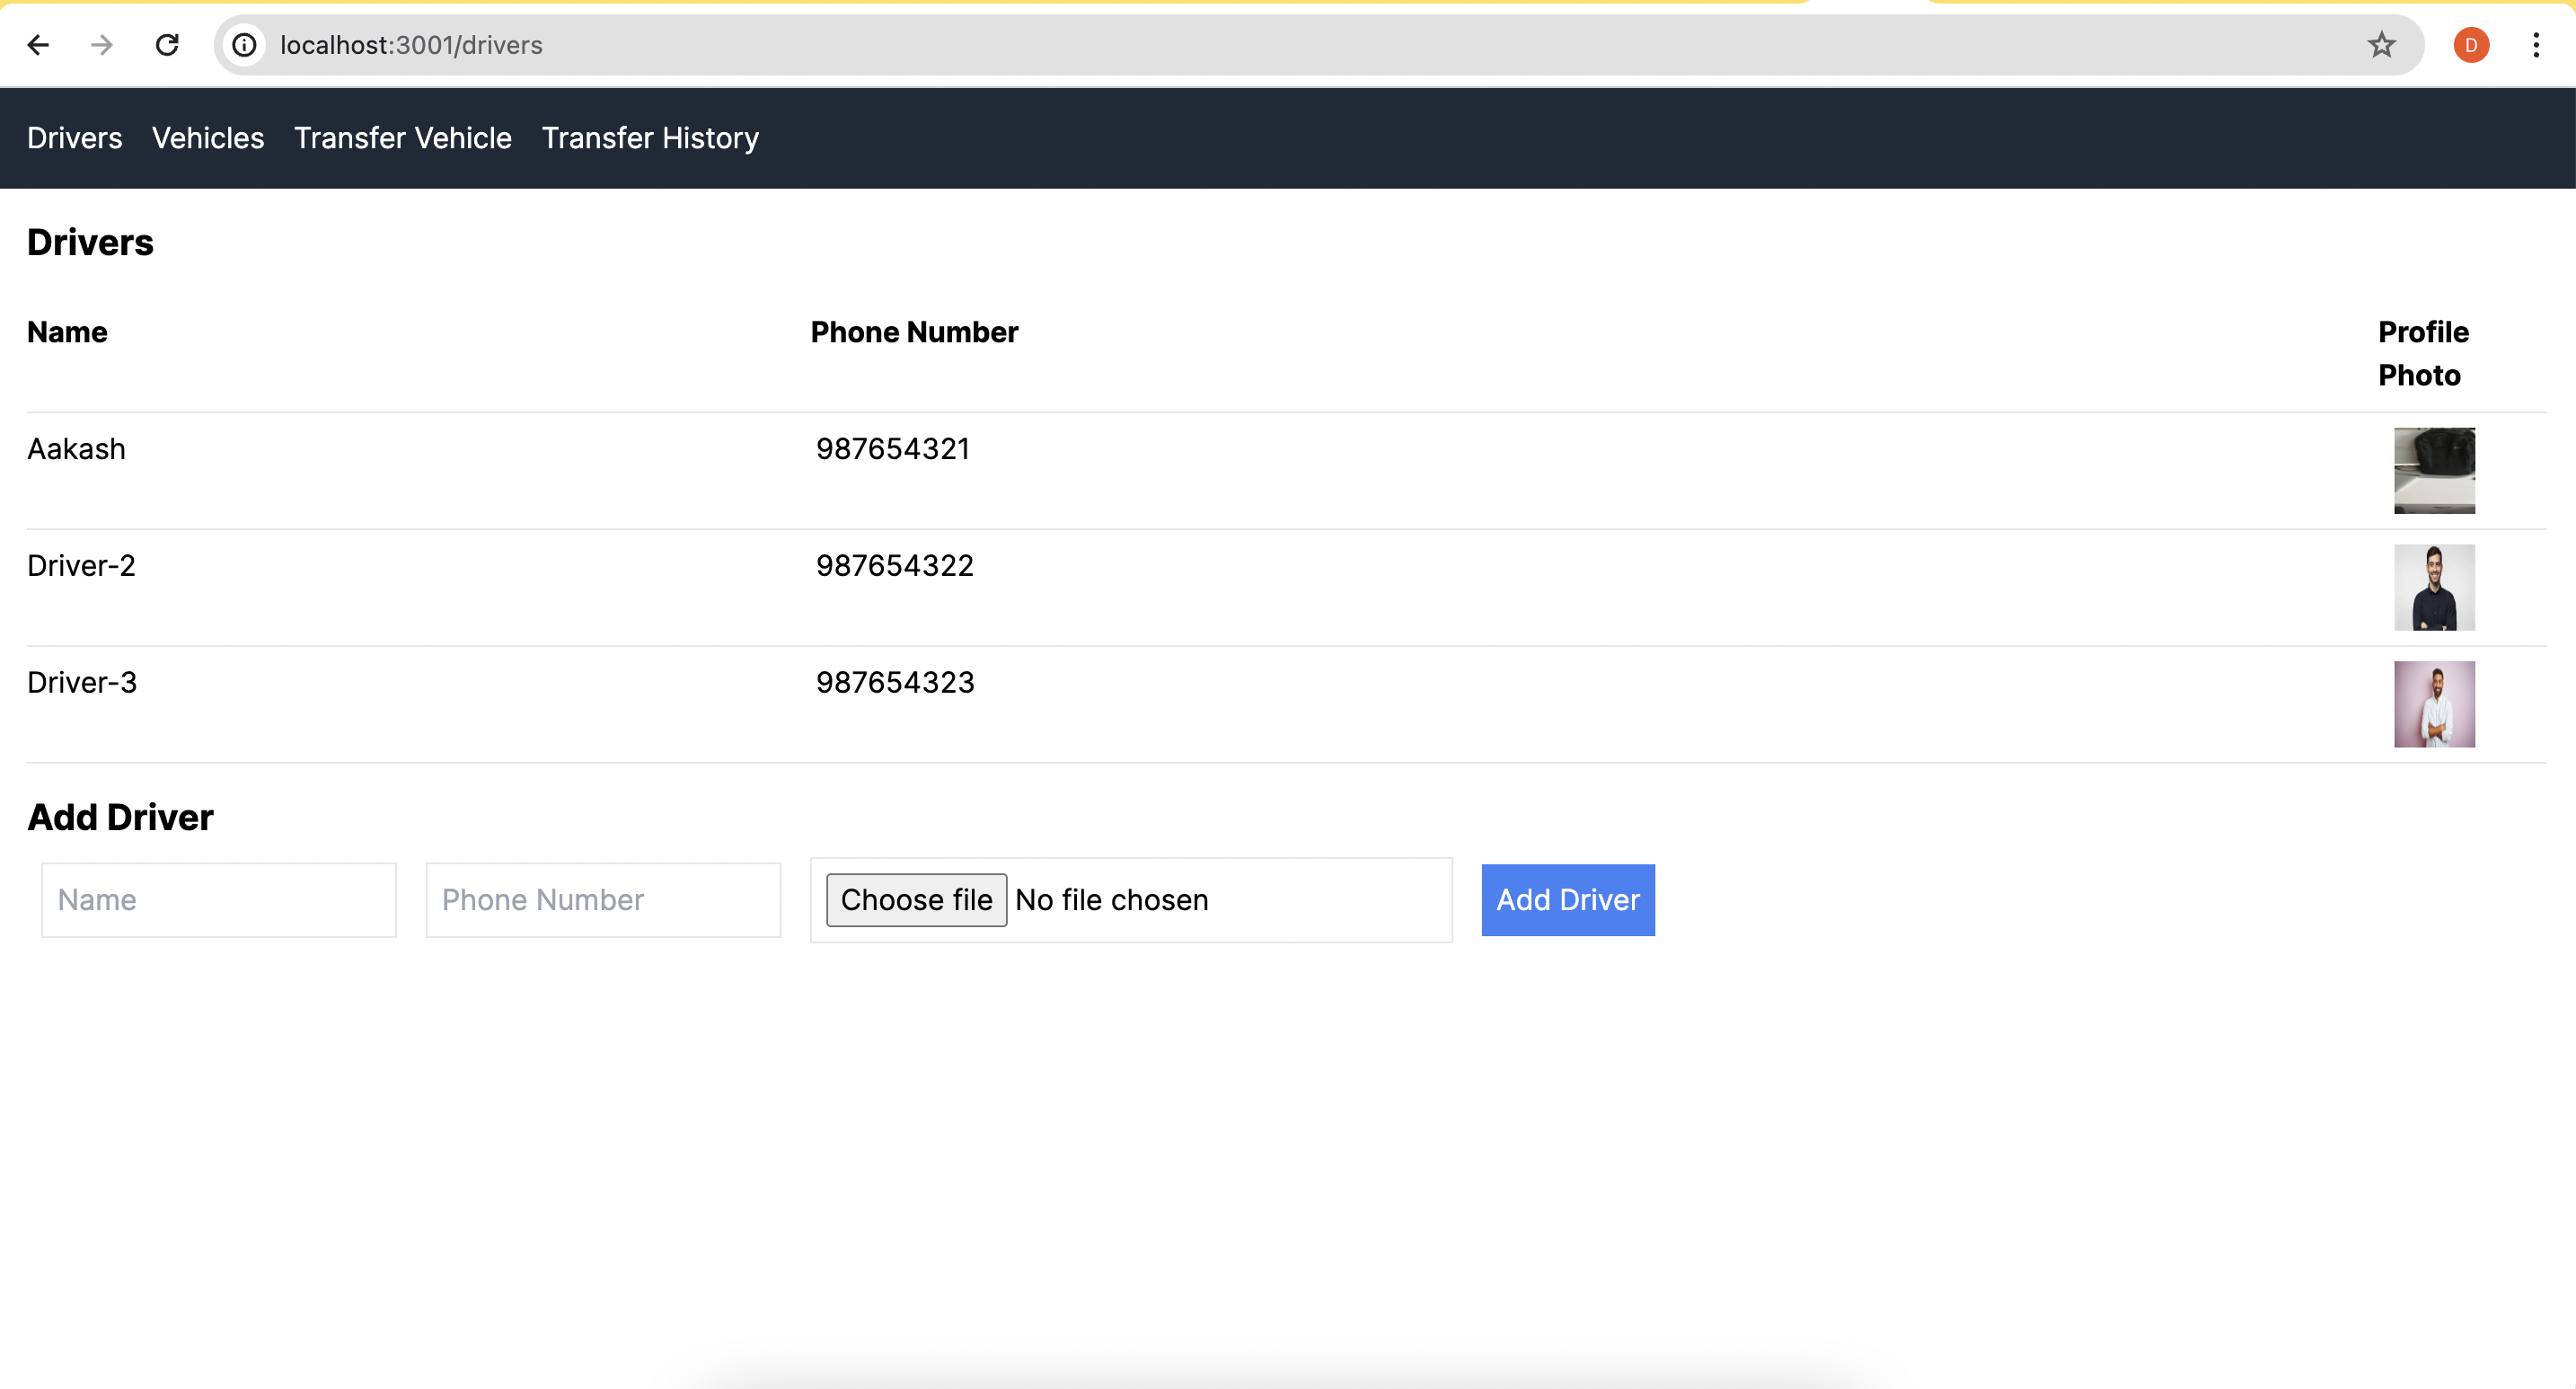 localhost:3001/drivers
D
Drivers Vehicles Transfer Vehicle Transfer History
Drivers
Name Phone Number Profile Photo
Aakash 987654321
Driver-2 987654322
Driver-3 987654323
Add Driver
Name Phone Number Choose file No file chosen Add Driver